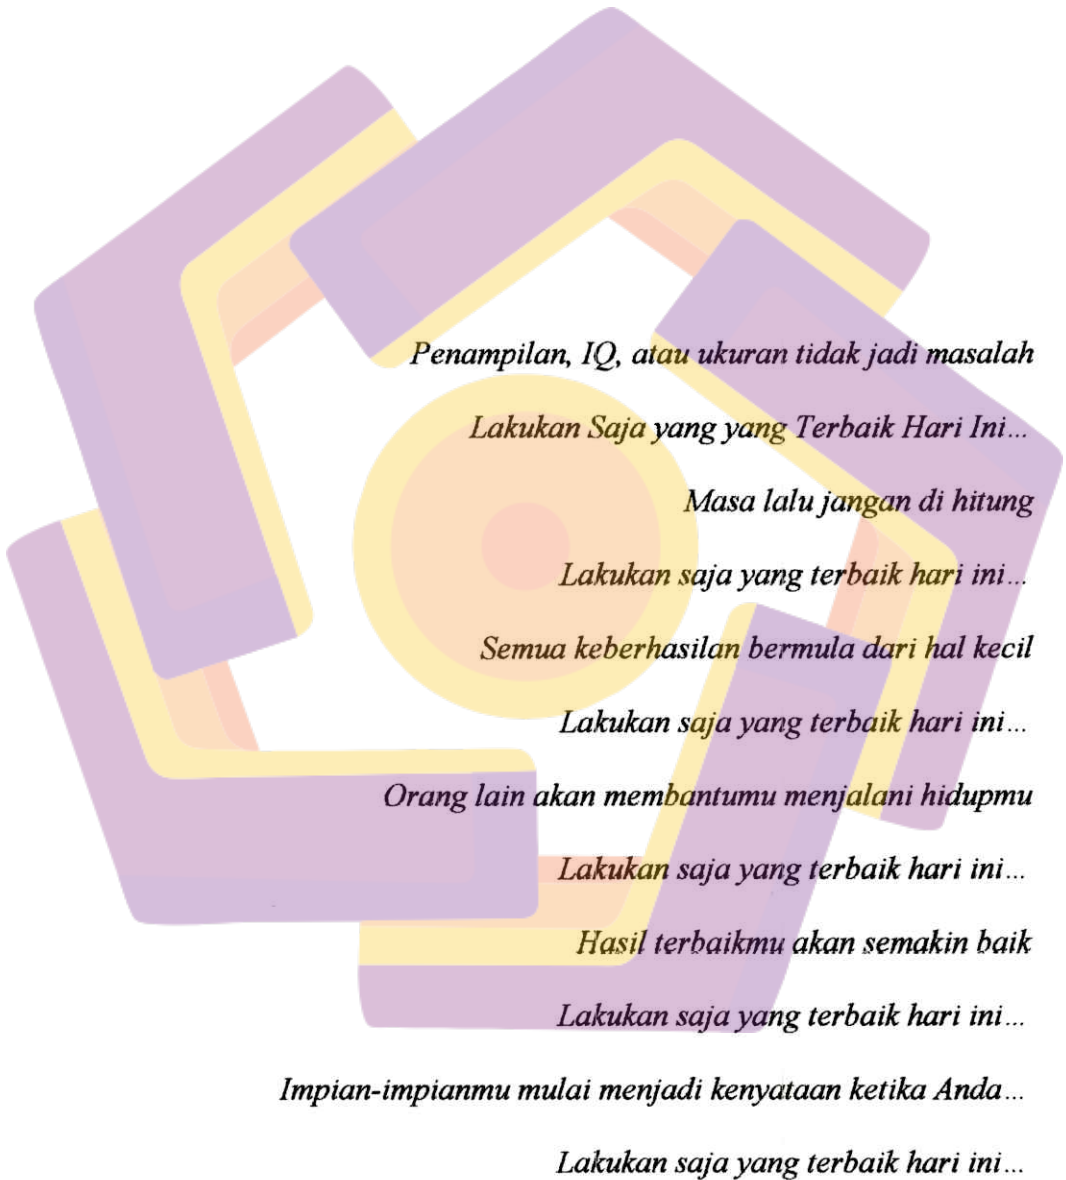 Penampilan, IQ, atau ukuran tidak jadi masalah
Lakukan Saja yang yang Terbaik Hari Ini...
Masa lalu jangan di hitung
Lakukan saja yang terbaik hari ini...
Semua keberhasilan bermula dari hal kecil
Lakukan saja yang terbaik hari ini...
Orang lain akan membantumu menjalani hidupmu
Lakukan saja yang terbaik hari ini...
Hasil terbaikmu akan semakin baik
Lakukan saja yang terbaik hari ini...
Impian-impianmu mulai menjadi kenyataan ketika Anda...
Lakukan saja yang terbaik hari ini...